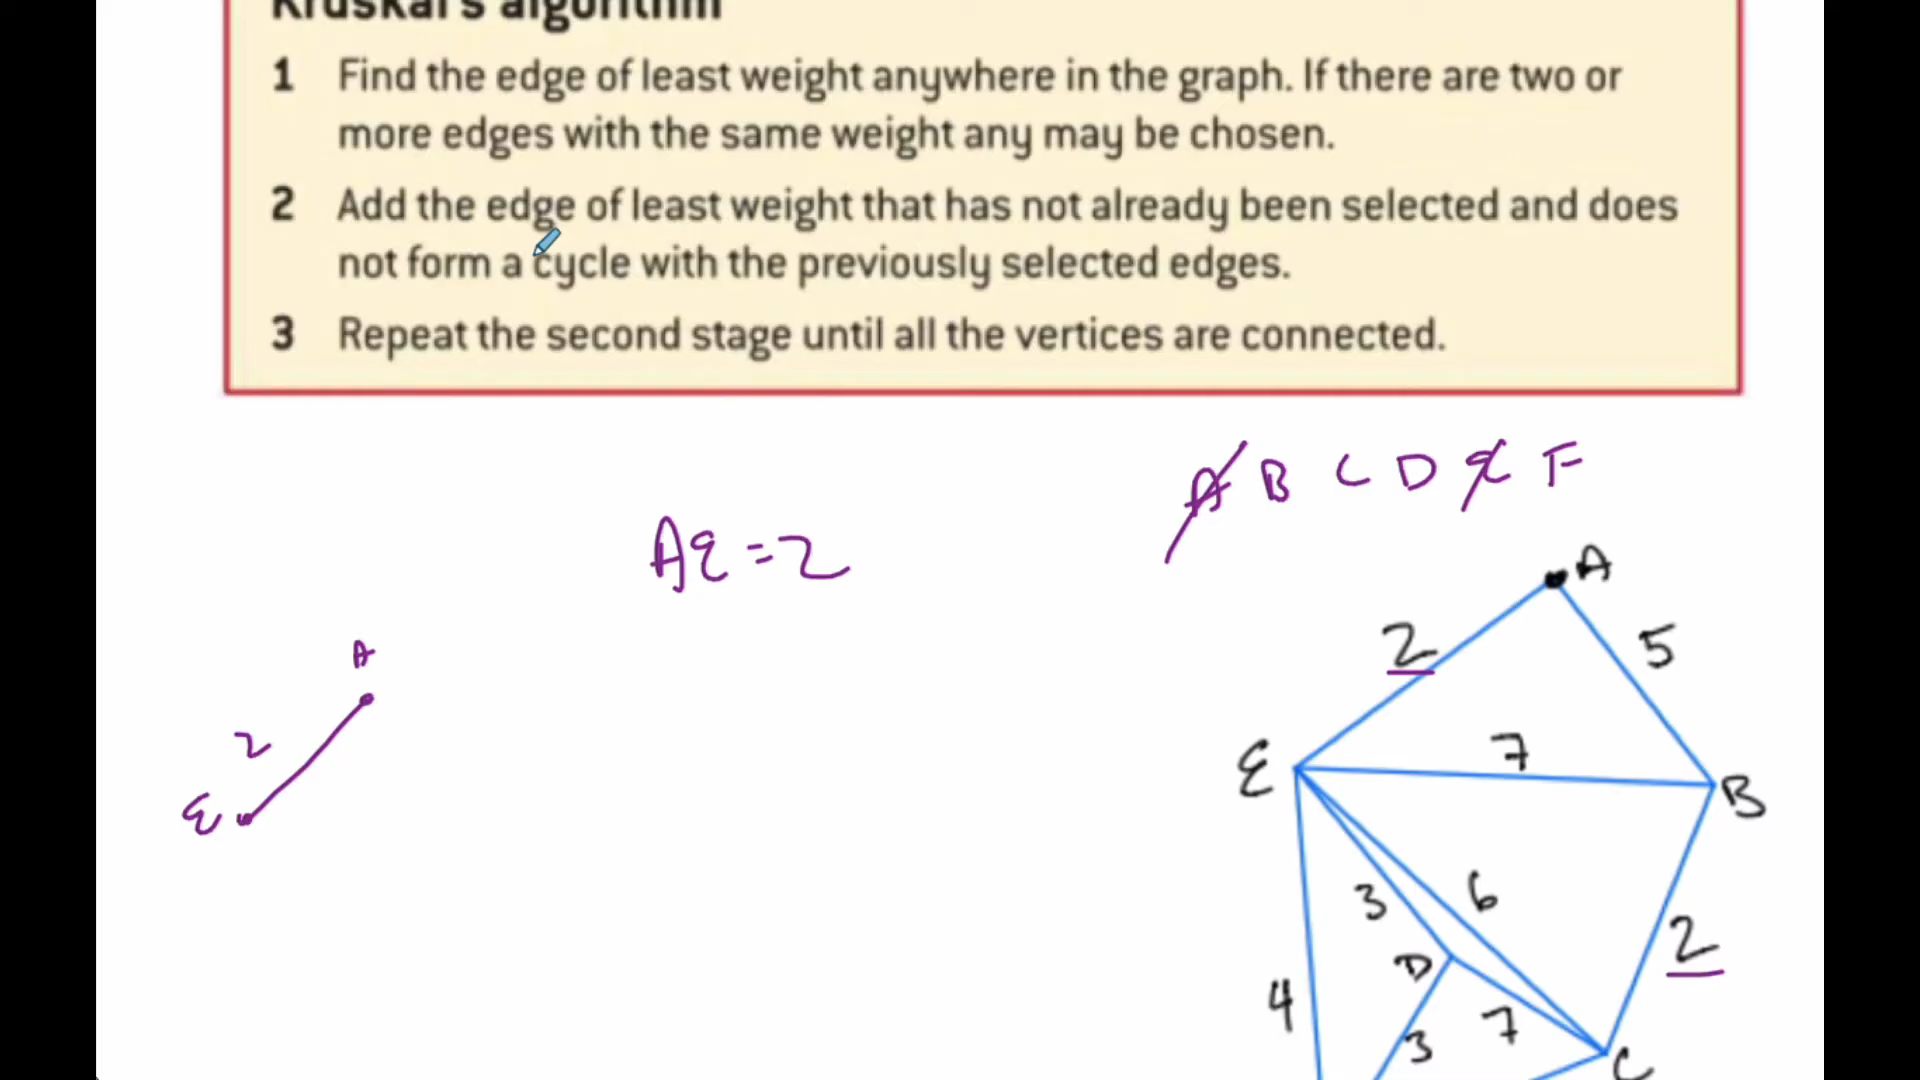 Kruskal's algorithm
1 Find the edge of least weight anywhere in the graph. If there are two or
more edges with the same weight any may be chosen.
2 Add the edge of least weight that has not already been selected and does
not form a cycle with the previously selected edges.
3 Repeat the second stage until all the vertices are connected.
A B C D E F
AE = 2
A
2
E
A
2
5
E
7
B
3
6
D
2
4
3
7
C